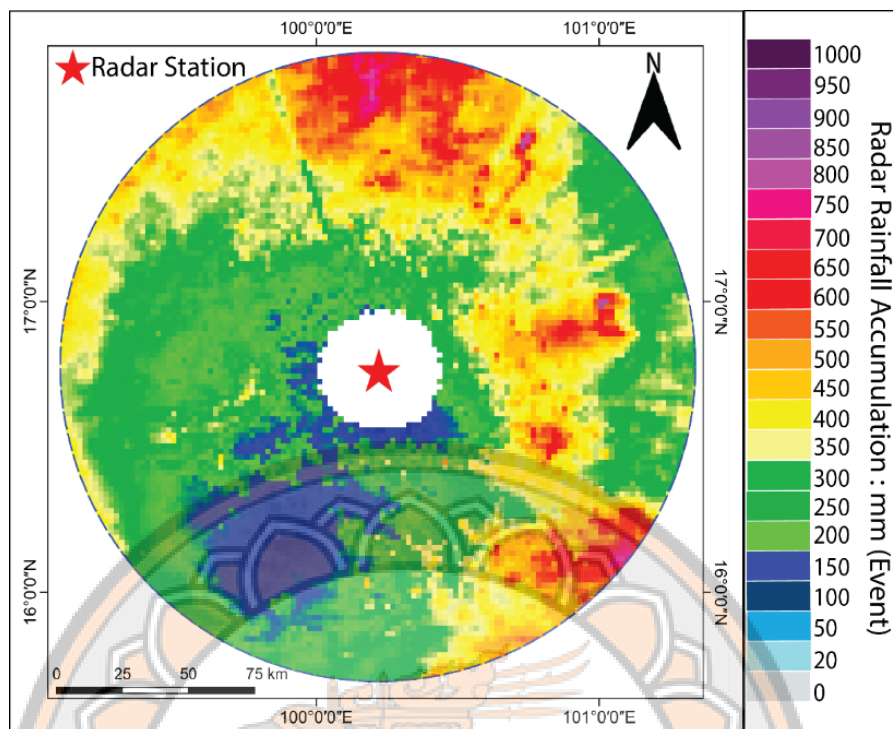 100°0'0"E
101°0'0"E
Radar Station
N
17°0'0"N
17°0'0"N
16°0'0"N
16°0'0"N
0
25
50
75 km
100°0'0"E
101°0'0"E
1000
950
900
850
800
750
700
650
600
550
500
450
400
350
300
250
200
150
100
50
20
0
Radar Rainfall Accumulation : mm (Event)